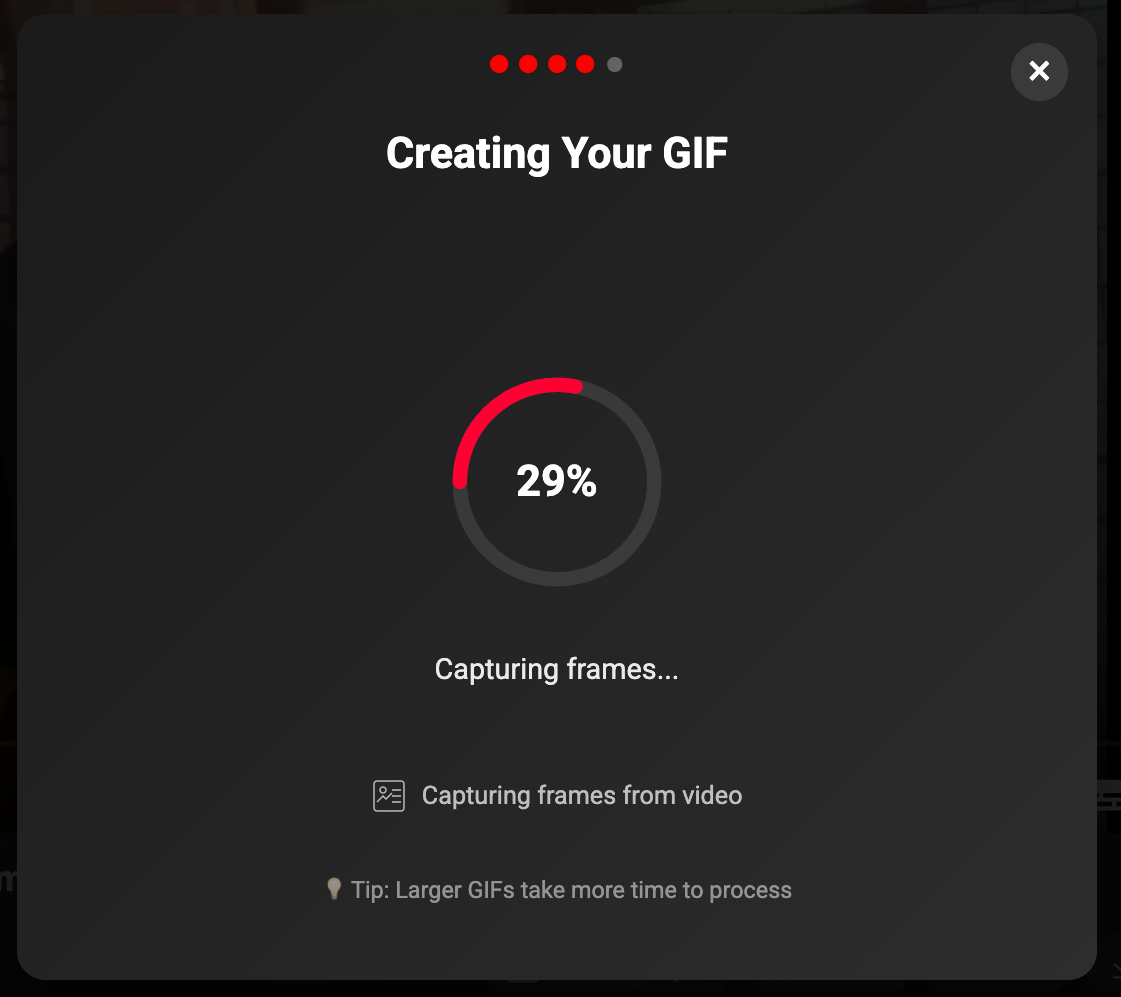 Creating Your GIF
29%
Capturing frames...
Capturing frames from video
Tip: Larger GIFs take more time to process